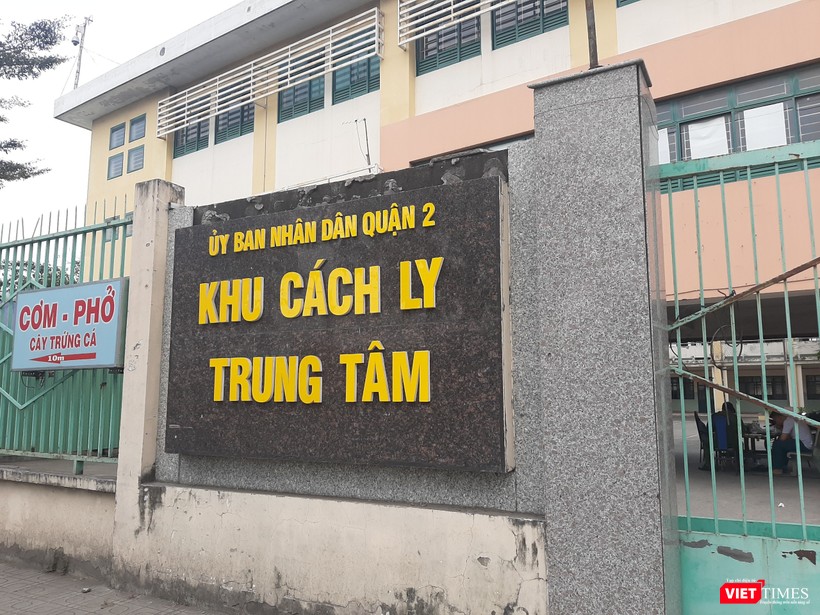 ỦY BAN NHÂN DÂN QUẬN 2
KHU CÁCH LY
TRUNG TÂM
CƠM - PHỞ
CÂY TRỨNG CÁ
10m
VIETTIMES